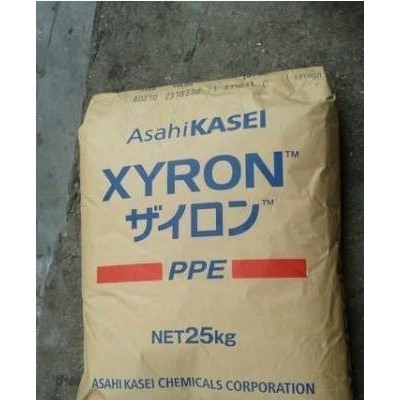 AsahiKASEI
XYRON™
ザイロン™
PPE
NET25kg
ASAHI KASEI CHEMICALS CORPORATION